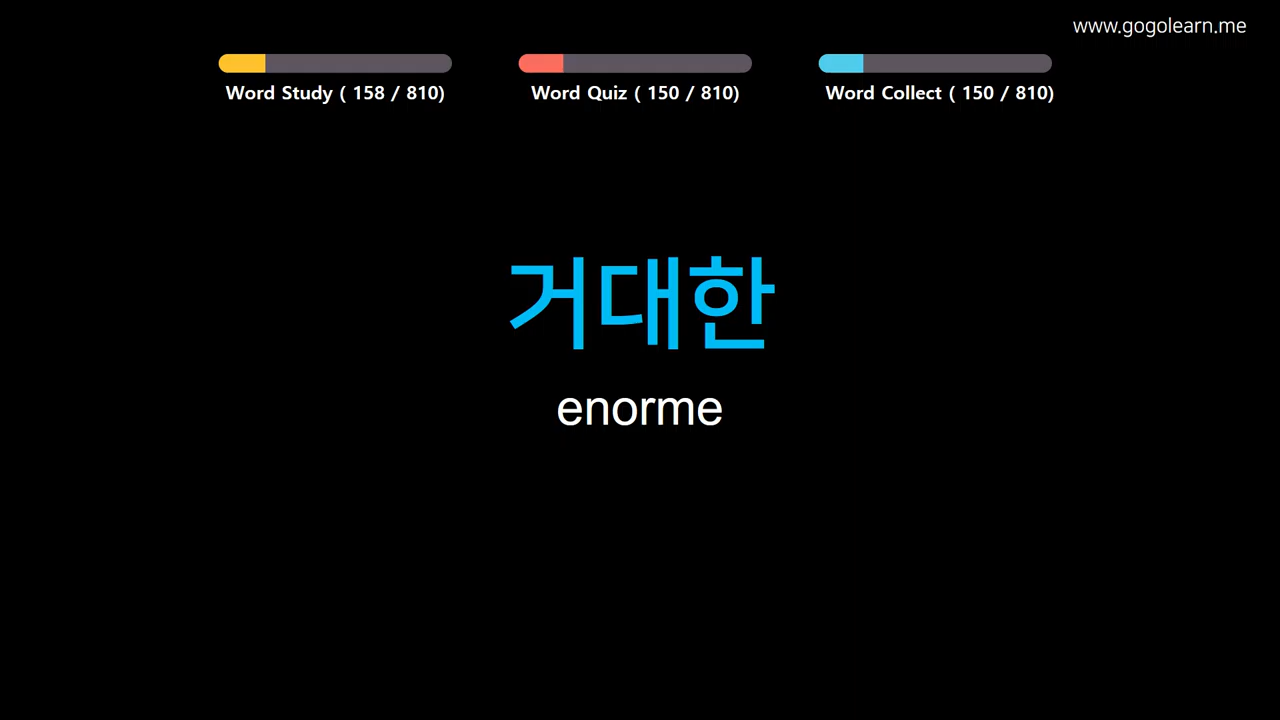 www.gogolearn.me
Word Study ( 158 / 810)
Word Quiz ( 150 / 810)
Word Collect ( 150 / 810)
거대한
enorme